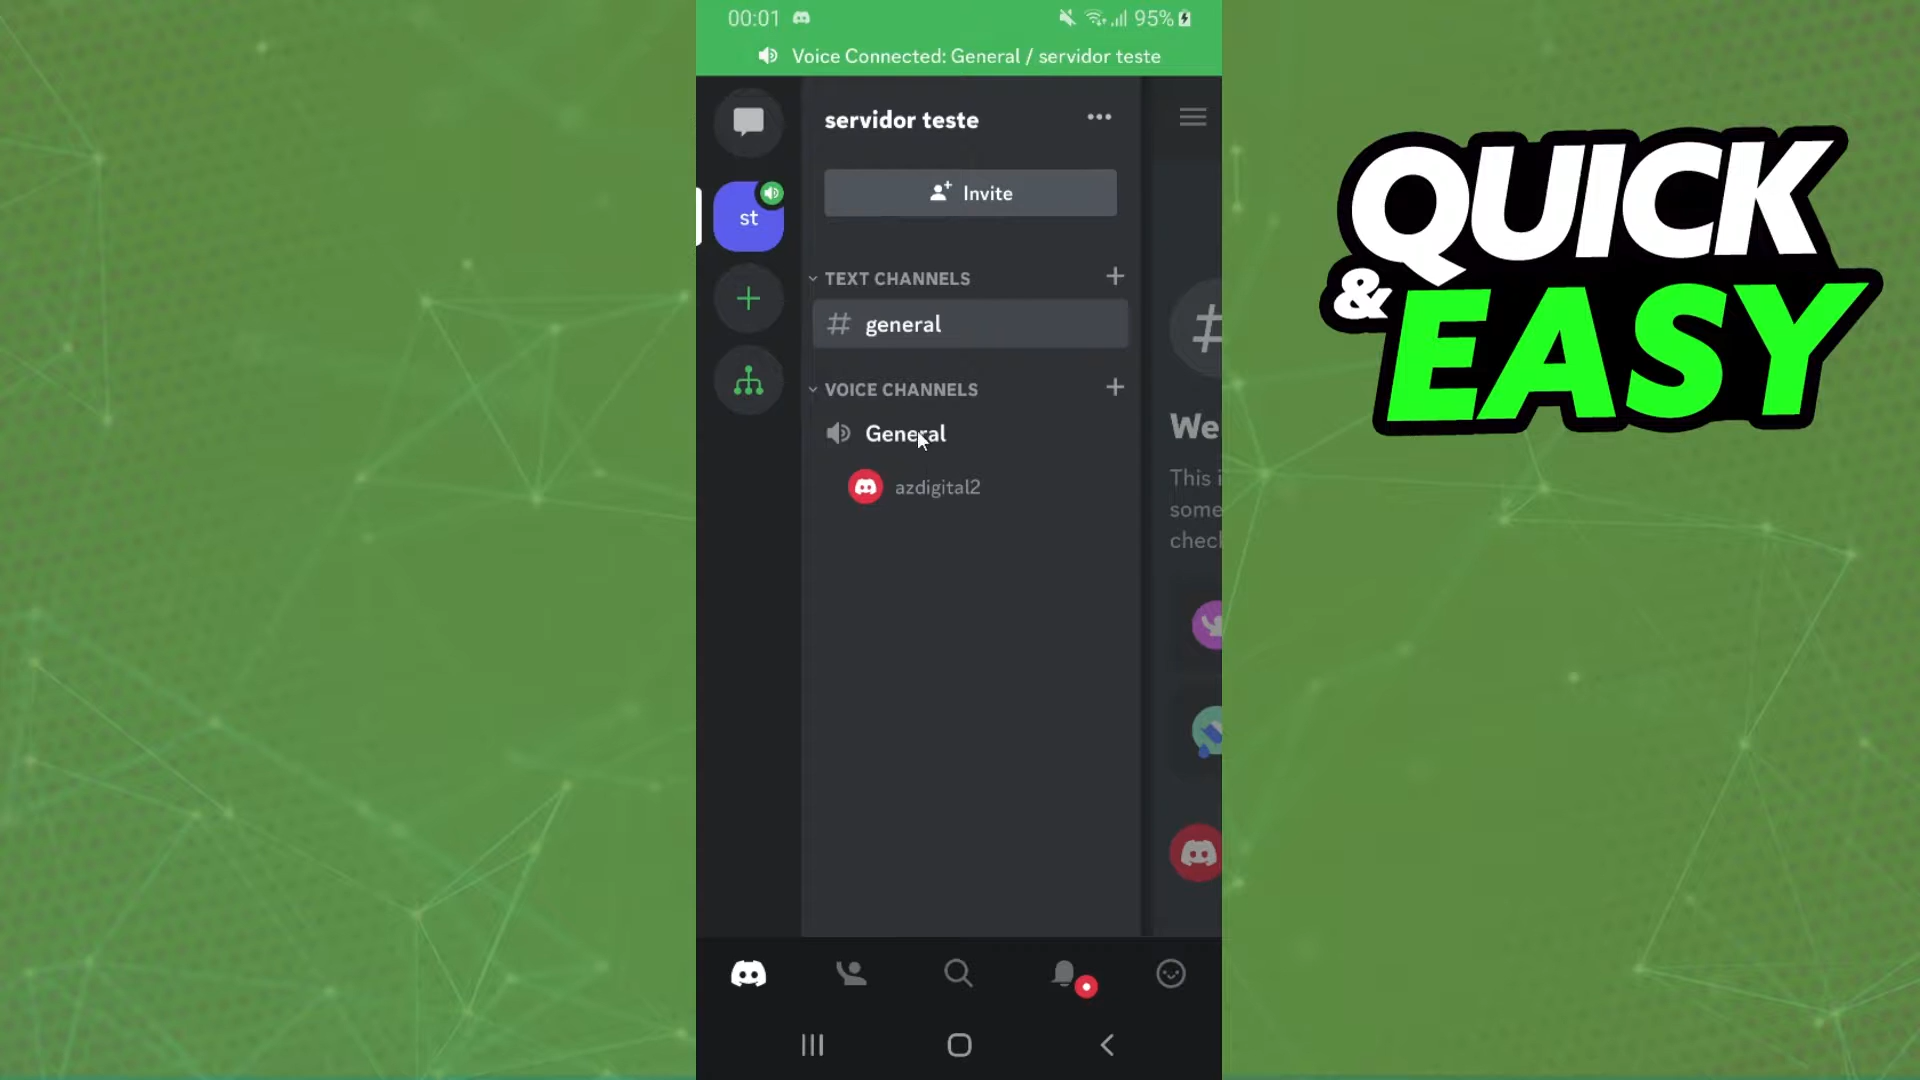 00:01 95%
Voice Connected: General / servidor teste
servidor teste
Invite
st
TEXT CHANNELS
# general
VOICE CHANNELS
General
azdigital2
#
We
This i
some
check
QUICK
& EASY